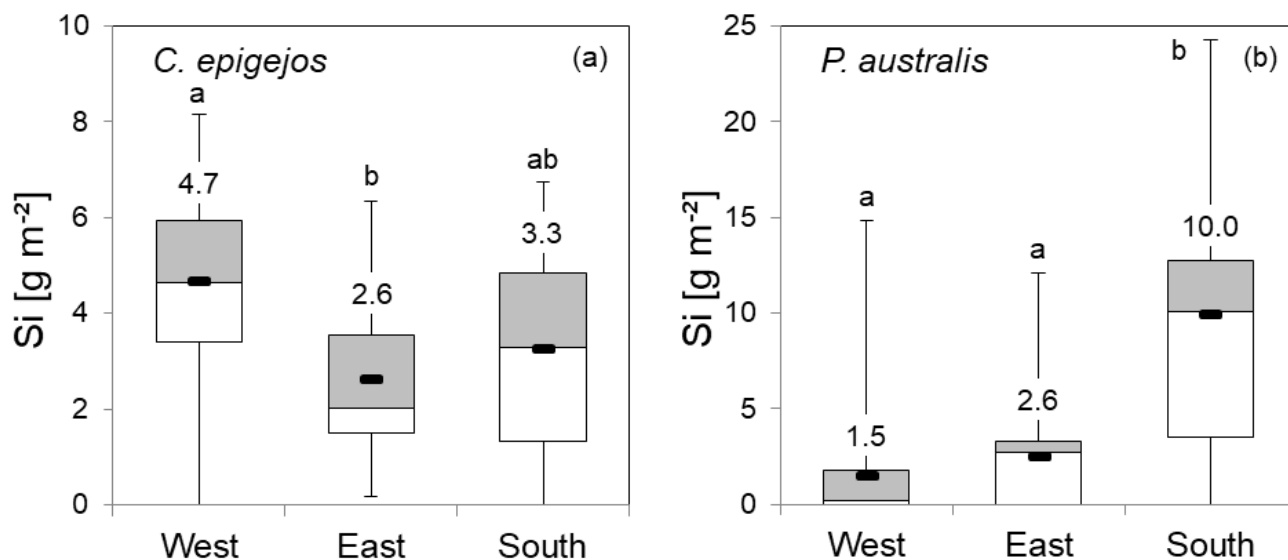 C. epigejos
(a)
Si [g m⁻²]
10
8
6
4
2
0
a
4.7
b
2.6
ab
3.3
West
East
South
P. australis
(b)
Si [g m⁻²]
25
20
15
10
5
0
a
1.5
a
2.6
b
10.0
West
East
South